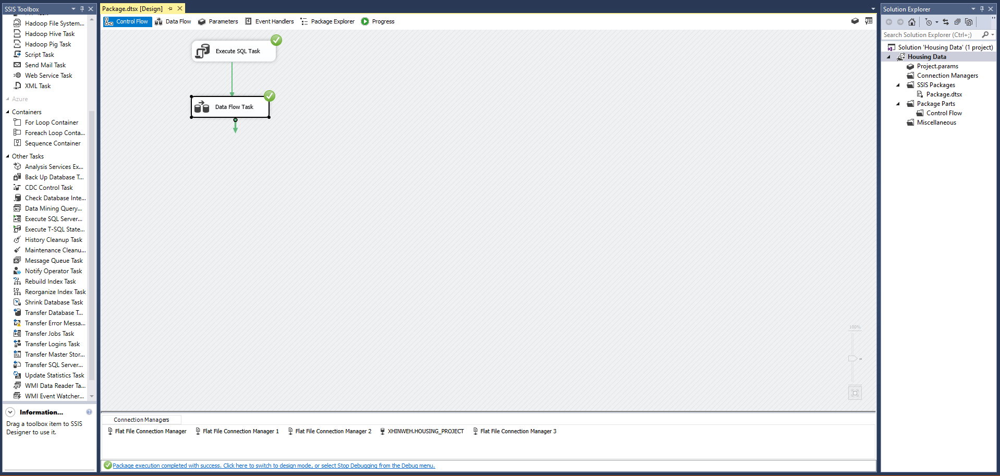 SSIS Toolbox
Hadoop File System...
Hadoop Hive Task
Hadoop Pig Task
Script Task
Send Mail Task
Web Service Task
XML Task
Azure
Containers
For Loop Container
Foreach Loop Conta...
Sequence Container
Other Tasks
Analysis Services Ex...
Back Up Database T...
CDC Control Task
Check Database Inte...
Data Mining Query...
Execute SQL Server...
Execute T-SQL State...
History Cleanup Task
Maintenance Cleanu...
Message Queue Task
Notify Operator Task
Rebuild Index Task
Reorganize Index Task
Shrink Database Task
Transfer Database T...
Transfer Error Messa...
Transfer Jobs Task
Transfer Logins Task
Transfer Master Stor...
Transfer SQL Server...
Update Statistics Task
WMI Data Reader Ta...
WMI Event Watcher...
Information...
Drag a toolbox item to SSIS
Designer to use it.
Package.dtsx [Design]
Control Flow
Data Flow
Parameters
Event Handlers
Package Explorer
Progress
Execute SQL Task
Data Flow Task
100%
Connection Managers
Flat File Connection Manager
Flat File Connection Manager 1
Flat File Connection Manager 2
XHINWEH.HOUSING_PROJECT
Flat File Connection Manager 3
Package execution completed with success. Click here to switch to design mode, or select Stop Debugging from the Debug menu.
Solution Explorer
Search Solution Explorer (Ctrl+;)
Solution 'Housing Data' (1 project)
Housing Data
Project.params
Connection Managers
SSIS Packages
Package.dtsx
Package Parts
Control Flow
Miscellaneous